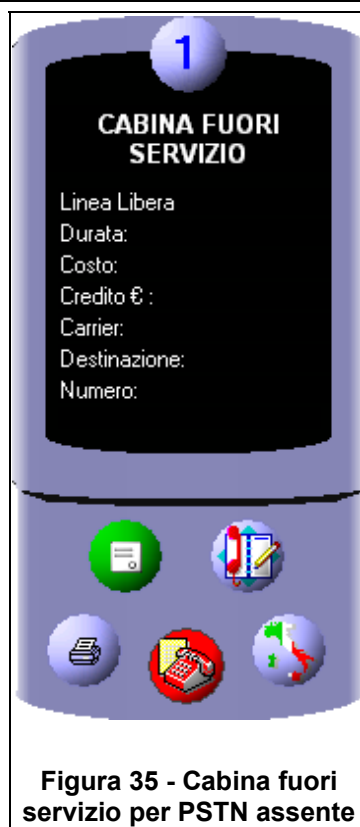 1
CABINA FUORI
SERVIZIO
Linea Libera
Durata:
Costo:
Credito € :
Carrier:
Destinazione:
Numero:
Figura 35 - Cabina fuori
servizio per PSTN assente